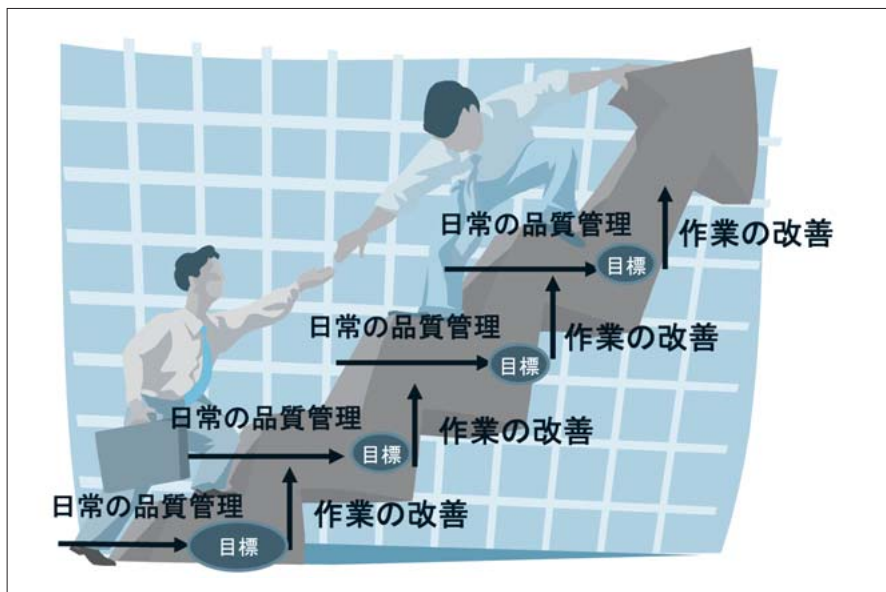 日常の品質管理
作業の改善
目標
日常の品質管理
作業の改善
目標
日常の品質管理
作業の改善
目標
日常の品質管理
作業の改善
目標